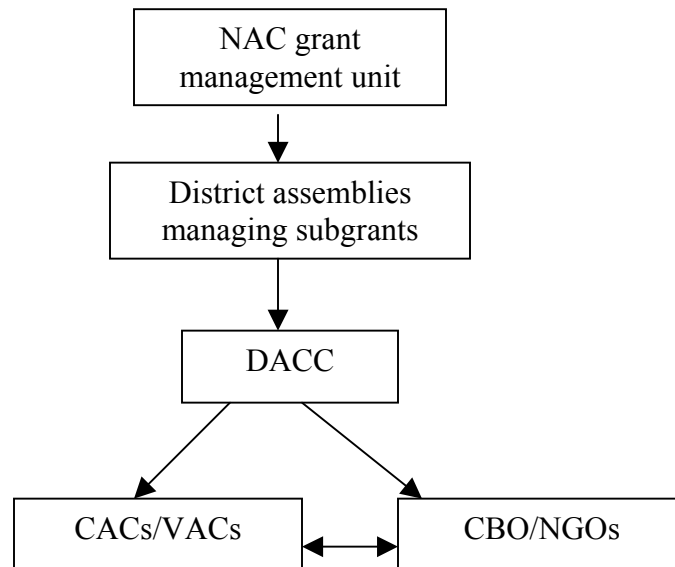 NAC grant
management unit
District assemblies
managing subgrants
DACC
CACs/VACs
CBO/NGOs